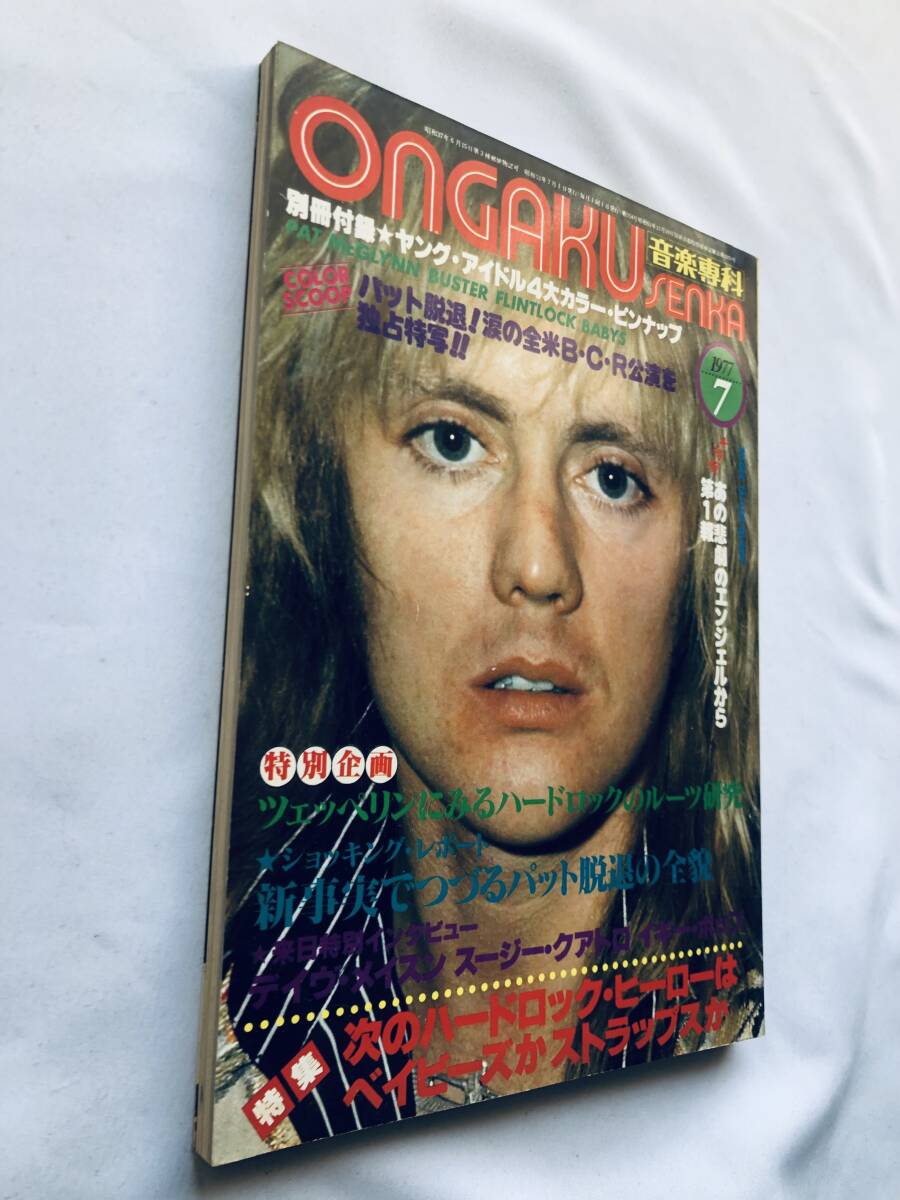 ONGAKU
SENKA
音楽専科
別冊付録★ヤング・アイドル4大カラー・ピンナップ
PAT McGLYNN BUSTER FLINTLOCK BABYS
COLOR
SCOOP
パット脱退!涙の全米B・C・R公演を
独占特写!!
1977
7
あの悲劇のエンジェルから
第1報
特別企画
ツェッペリンにみるハードロックのルーツ研究
★ショッキング・レポート
新事実でつづるパット脱退の全貌
★来日特別インタビュー
デイヴ・メイスン スージー・クアトロ イギー・ポップ
特集
次のハードロック・ヒーローは
ベイビーズかストラップスか